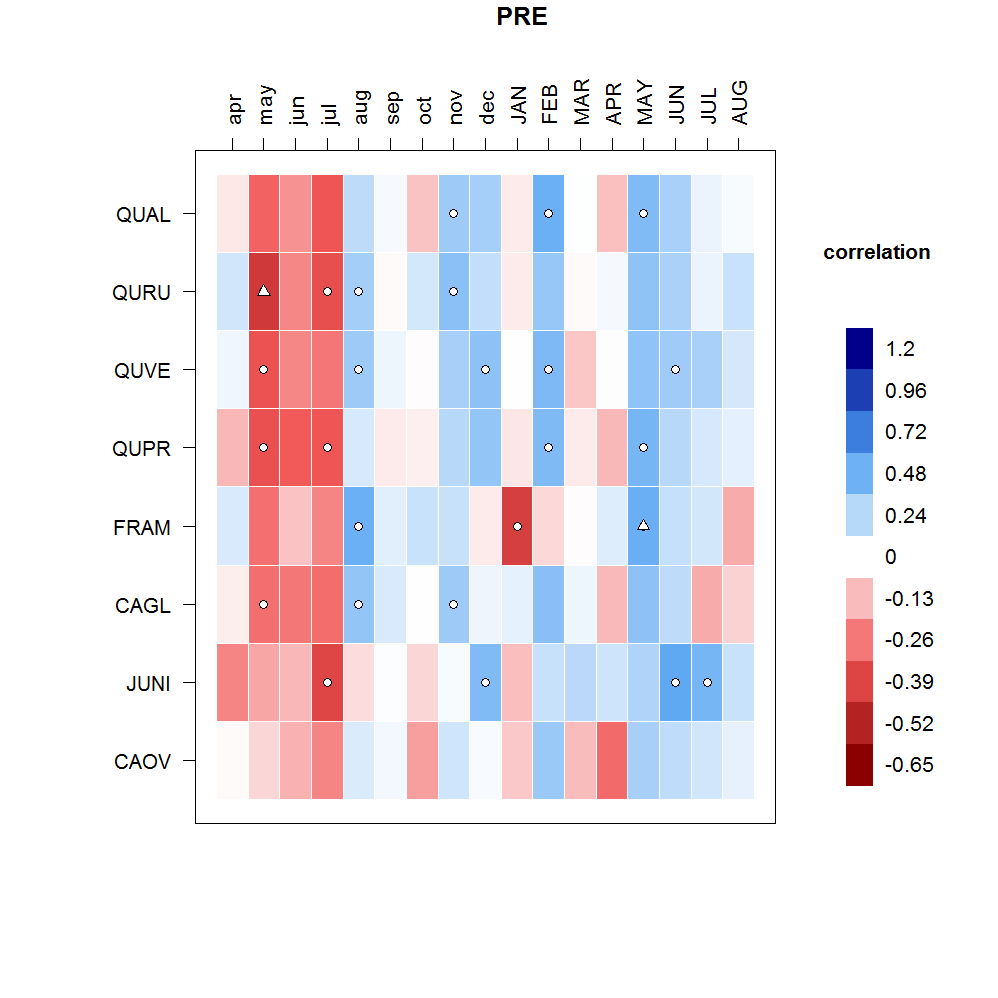 PRE
apr may jun jul aug sep oct nov dec JAN FEB MAR APR MAY JUN JUL AUG
QUAL
QURU
QUVE
QUPR
FRAM
CAGL
JUNI
CAOV
correlation
1.2
0.96
0.72
0.48
0.24
0
-0.13
-0.26
-0.39
-0.52
-0.65